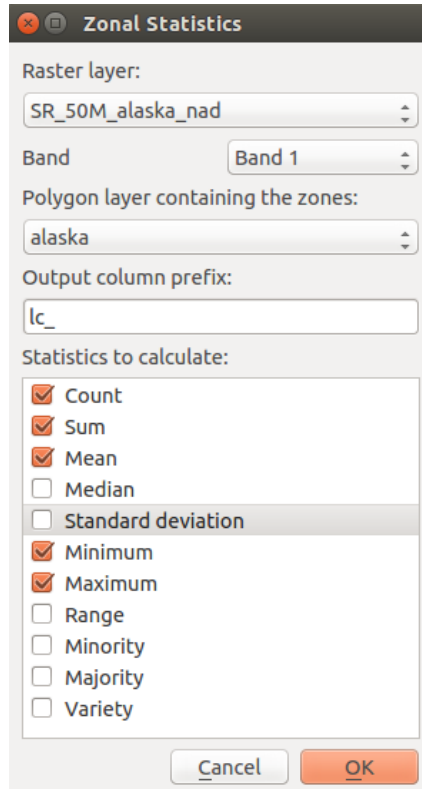 Zonal Statistics
Raster layer:
SR_50M_alaska_nad
Band Band 1
Polygon layer containing the zones:
alaska
Output column prefix:
lc_
Statistics to calculate:
Count
Sum
Mean
Median
Standard deviation
Minimum
Maximum
Range
Minority
Majority
Variety
Cancel OK